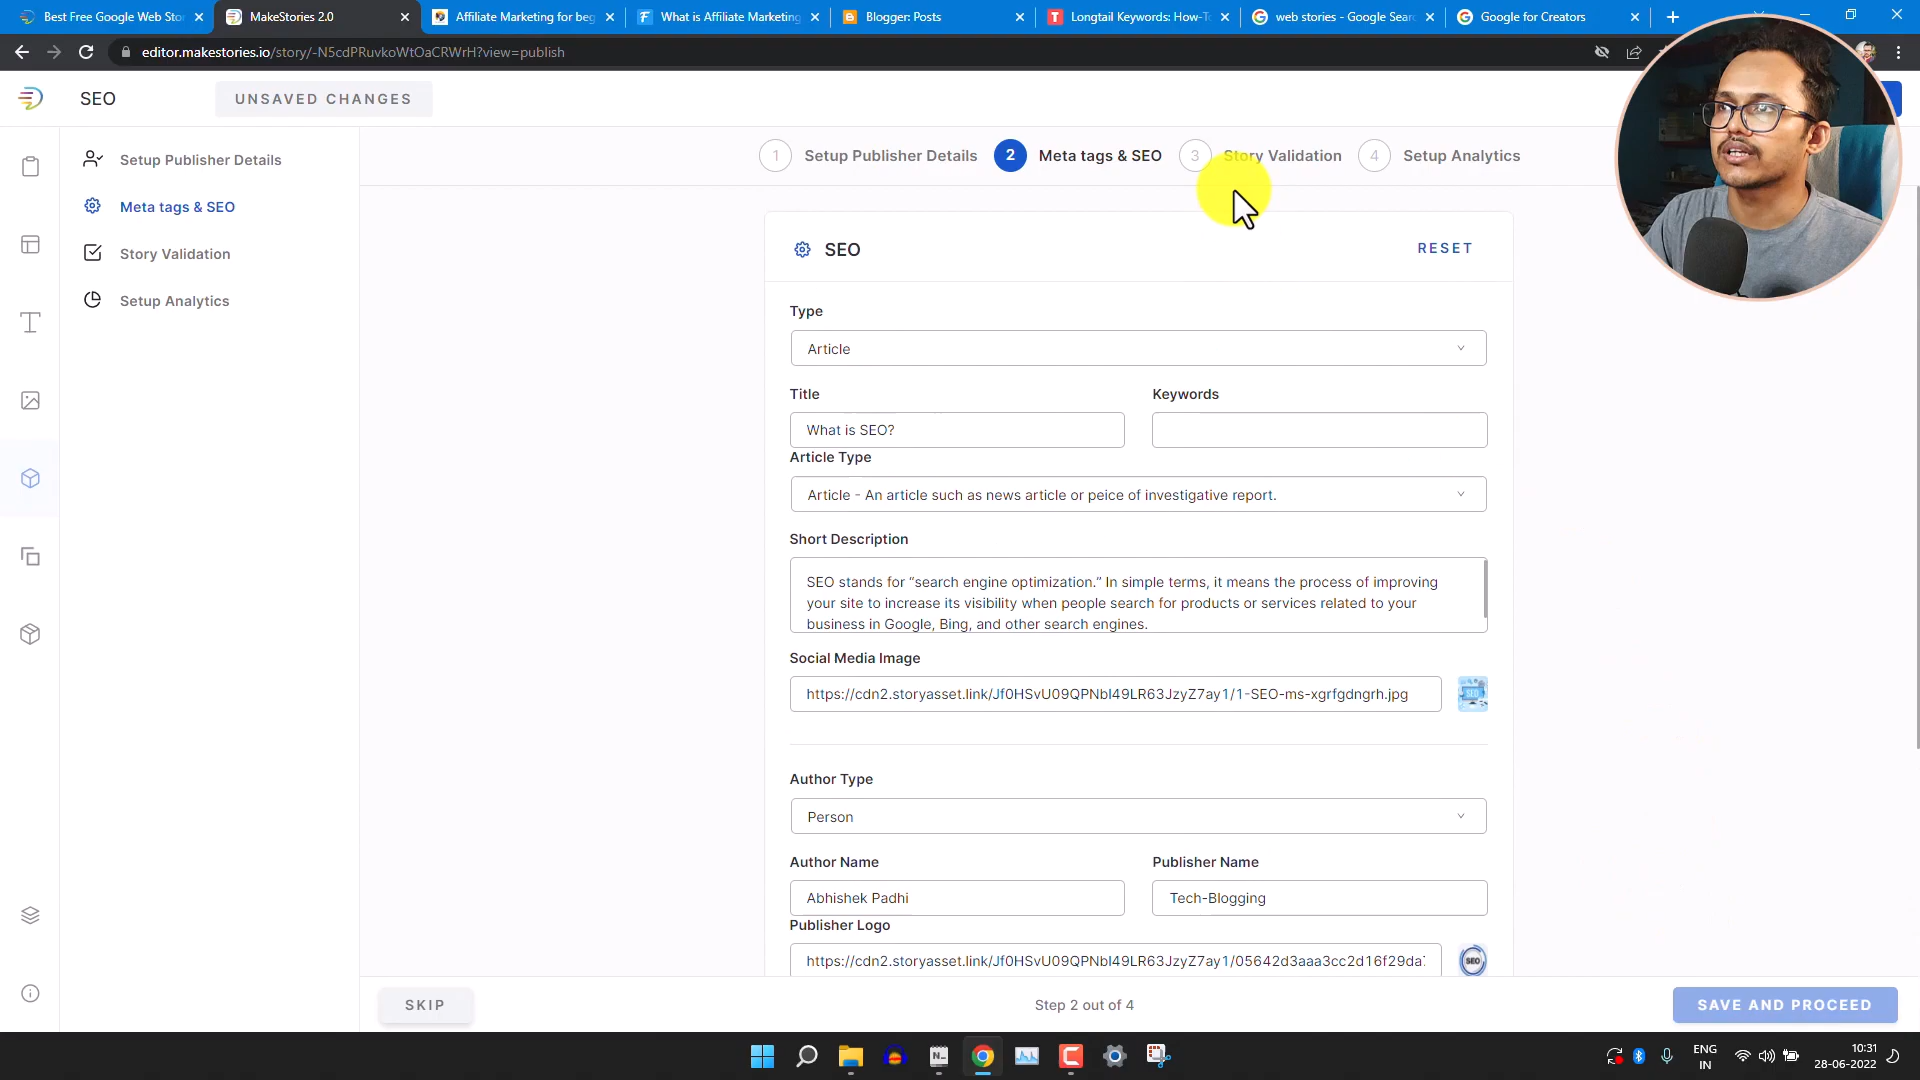 Best Free Google Web Stor
MakeStories 2.0
Affiliate Marketing for beg
What is Affiliate Marketing
Blogger: Posts
Longtail Keywords: How-To
web stories - Google Searc
Google for Creators
editor.makestories.io/story/-N5cdPRuvkoWtOaCRWrH?view=publish
SEO
UNSAVED CHANGES
Setup Publisher Details
Meta tags & SEO
Story Validation
Setup Analytics
1 Setup Publisher Details
2 Meta tags & SEO
3 Story Validation
4 Setup Analytics
SEO
RESET
Type
Article
Title
Keywords
What is SEO?
Article Type
Article - An article such as news article or peice of investigative report.
Short Description
SEO stands for “search engine optimization.” In simple terms, it means the process of improving
your site to increase its visibility when people search for products or services related to your
business in Google, Bing, and other search engines.
Social Media Image
https://cdn2.storyasset.link/Jf0HSvU09QPNbI49LR63JzyZ7ay1/1-SEO-ms-xgrfgdngrh.jpg
SEO
Author Type
Person
Author Name
Publisher Name
Abhishek Padhi
Tech-Blogging
Publisher Logo
https://cdn2.storyasset.link/Jf0HSvU09QPNbI49LR63JzyZ7ay1/05642d3aaa3cc2d16f29da
SEO
SKIP
Step 2 out of 4
SAVE AND PROCEED
ENG
IN
10:31
28-06-2022